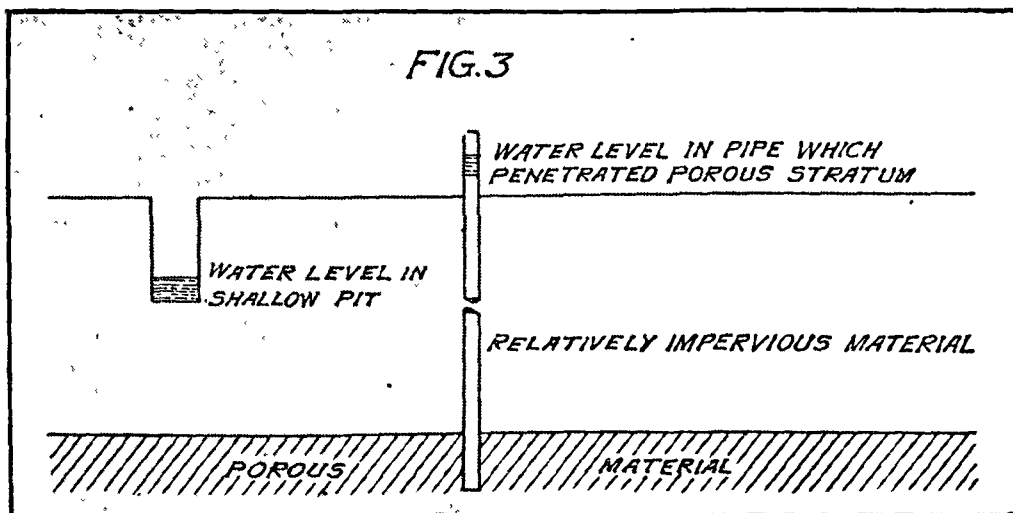 FIG.3
WATER LEVEL IN PIPE WHICH
PENETRATED POROUS STRATUM
WATER LEVEL IN
SHALLOW PIT
RELATIVELY IMPERVIOUS MATERIAL
POROUS MATERIAL